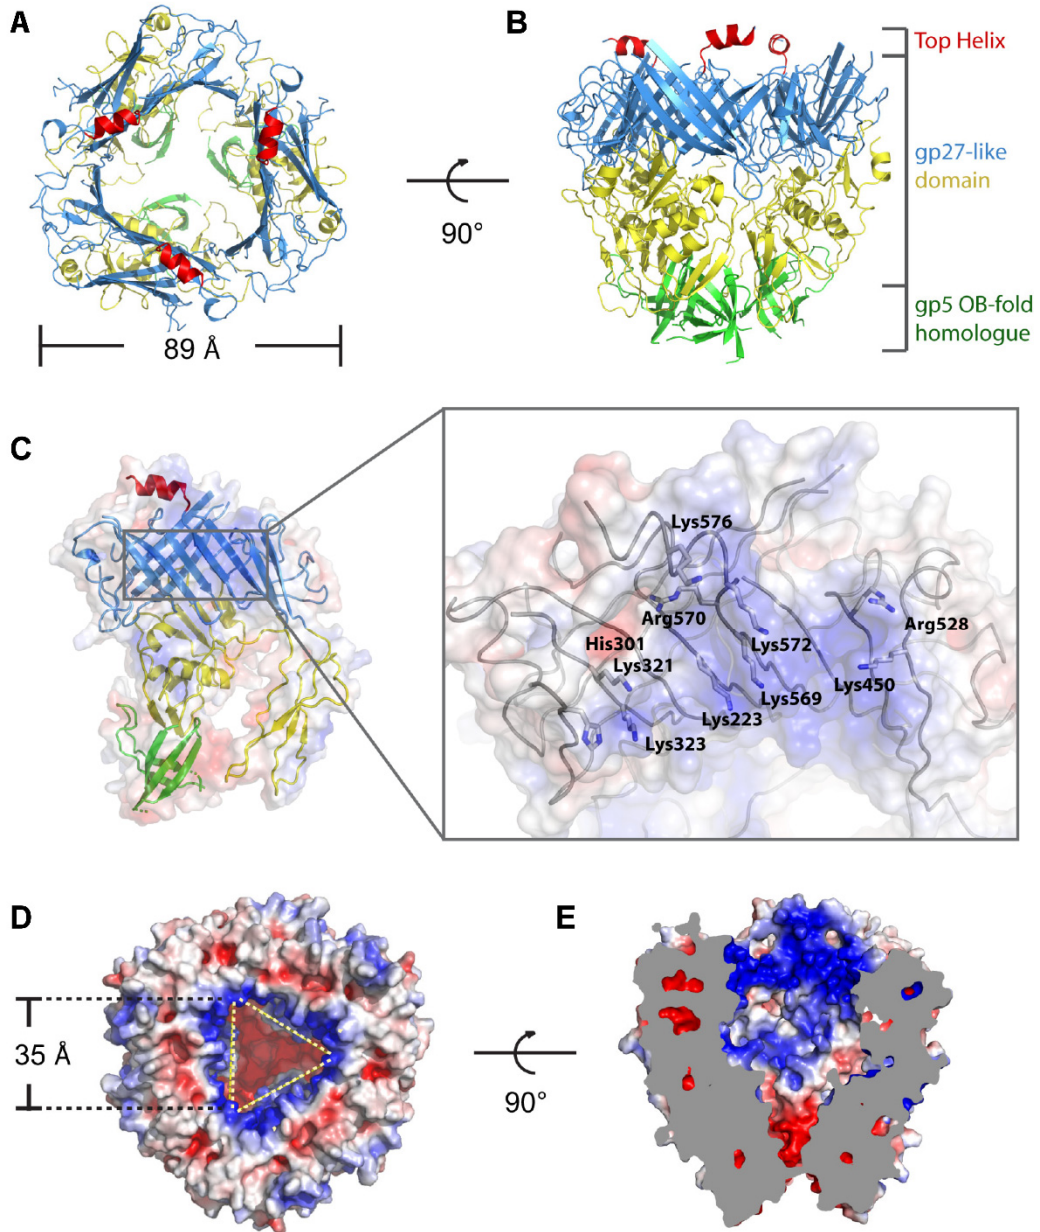 A
B
Top Helix
gp27-like
domain
90°
gp5 OB-fold
homologue
89 Å
C
Lys576
Arg570
Arg528
His301
Lys572
Lys321
Lys450
Lys569
Lys223
Lys323
D
E
35 Å
90°